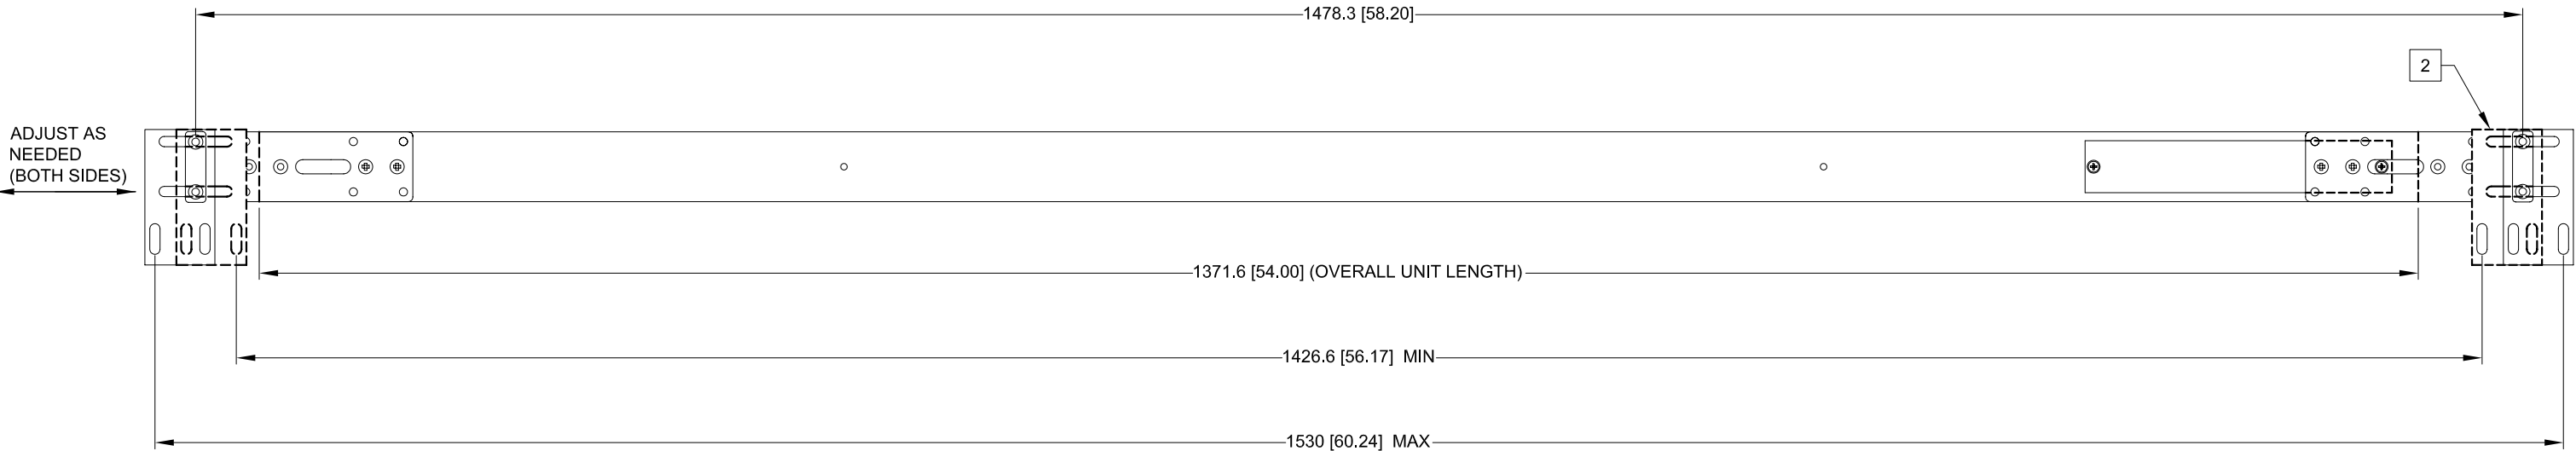 1478.3 [58.20]
2
ADJUST AS
NEEDED
(BOTH SIDES)
1371.6 [54.00] (OVERALL UNIT LENGTH)
1426.6 [56.17] MIN
1530 [60.24] MAX